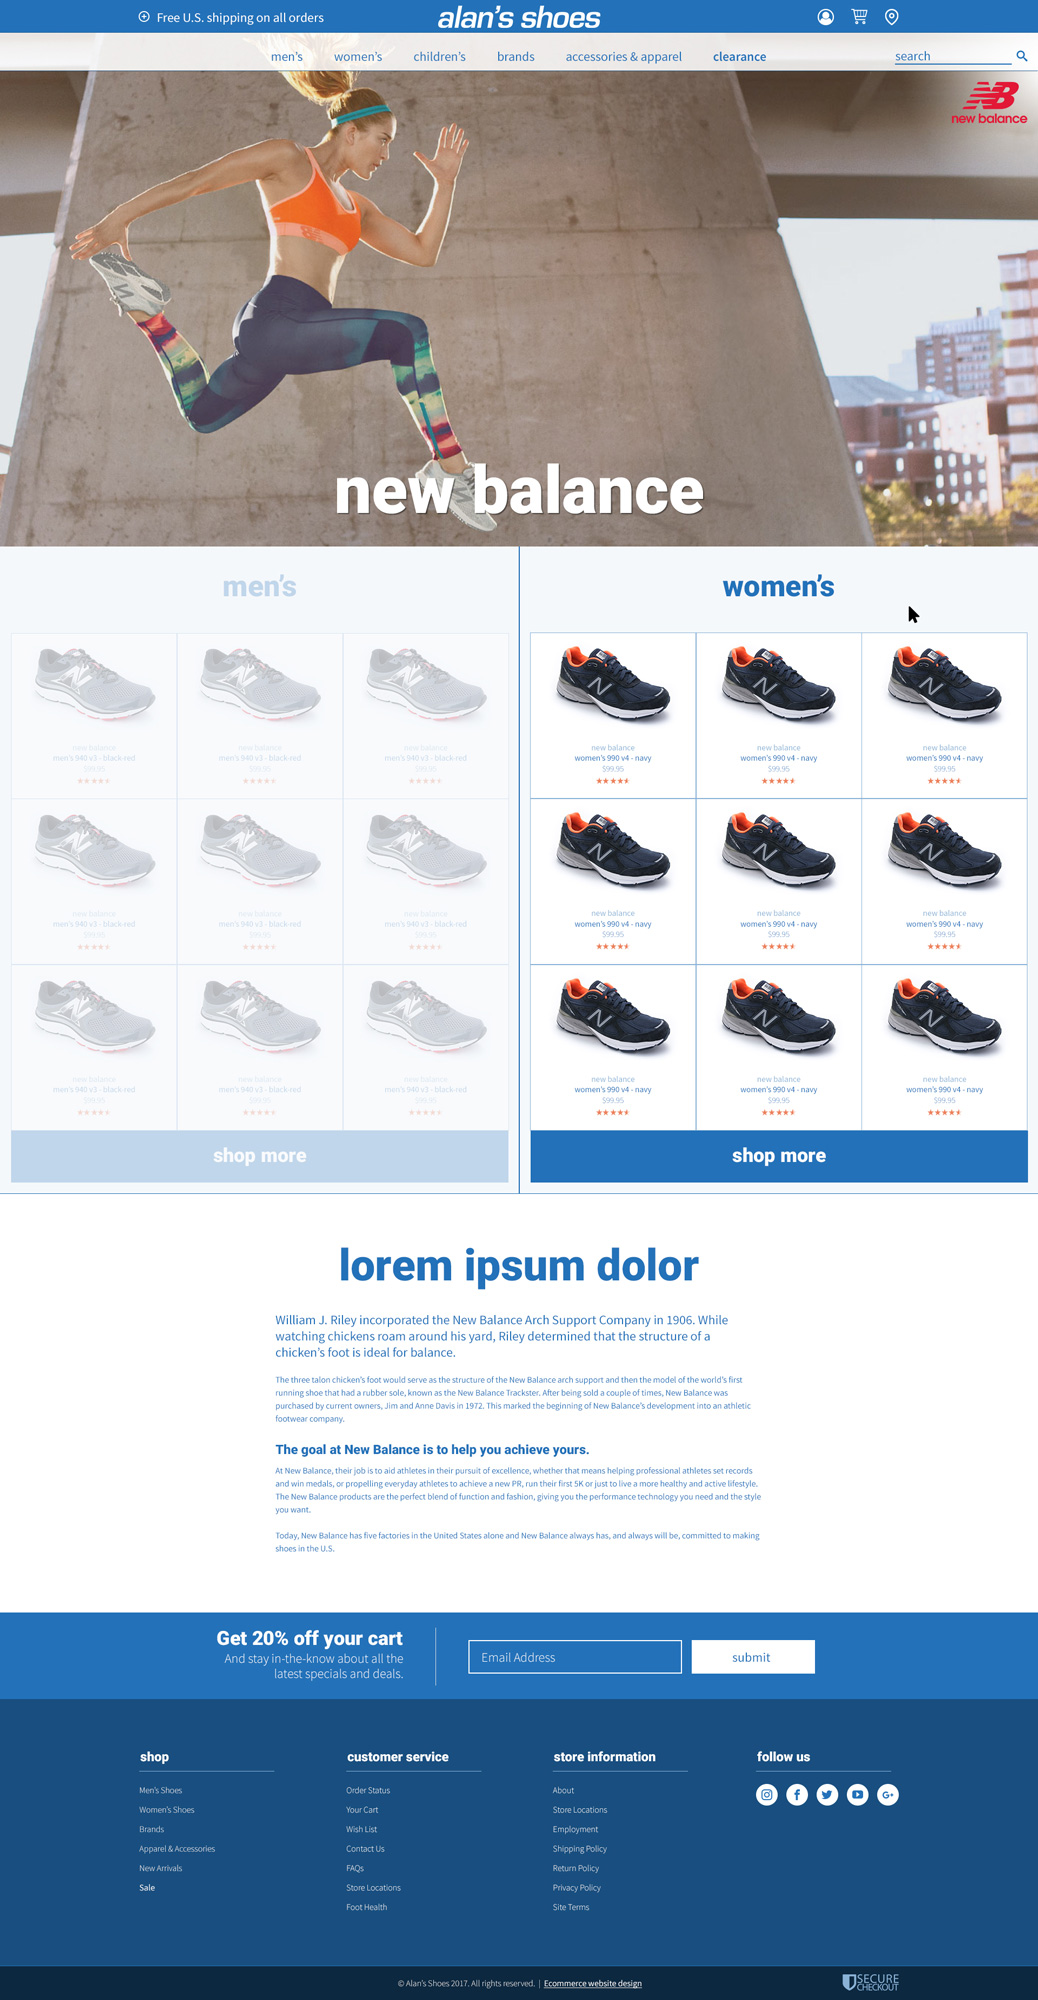 Free U.S. shipping on all orders
alan's shoes
men's women's children's brands accessories & apparel clearance
search
new balance
new balance
men's
women's
new balance new balance new balance
men's 940 v3 - black-red men's 940 v3 - black-red men's 940 v3 - black-red
$99.95 $99.95 $99.95
new balance new balance new balance
women's 990 v4 - navy women's 990 v4 - navy women's 990 v4 - navy
$99.95 $99.95 $99.95
new balance new balance new balance
men's 940 v3 - black-red men's 940 v3 - black-red men's 940 v3 - black-red
$99.95 $99.95 $99.95
new balance new balance new balance
women's 990 v4 - navy women's 990 v4 - navy women's 990 v4 - navy
$99.95 $99.95 $99.95
new balance new balance new balance
men's 940 v3 - black-red men's 940 v3 - black-red men's 940 v3 - black-red
$99.95 $99.95 $99.95
new balance new balance new balance
women's 990 v4 - navy women's 990 v4 - navy women's 990 v4 - navy
$99.95 $99.95 $99.95
shop more
shop more
lorem ipsum dolor
William J. Riley incorporated the New Balance Arch Support Company in 1906. While
watching chickens roam around his yard, Riley determined that the structure of a
chicken's foot is ideal for balance.
The three talon chicken's foot would serve as the structure of the New Balance arch support and then the model of the world's first
running shoe that had a rubber sole, known as the New Balance Trackster. After being sold a couple of times, New Balance was
purchased by current owners, Jim and Anne Davis in 1972. This marked the beginning of New Balance's development into an athletic
footwear company.
The goal at New Balance is to help you achieve yours.
At New Balance, their job is to aid athletes in their pursuit of excellence, whether that means helping professional athletes set records
and win medals, or propelling everyday athletes to achieve a new PR, run their first 5K or just to live a more healthy and active lifestyle.
The New Balance products are the perfect blend of function and fashion, giving you the performance technology you need and the style
you want.
Today, New Balance has five factories in the United States alone and New Balance always has, and always will be, committed to making
shoes in the U.S.
Get 20% off your cart
And stay in-the-know about all the
latest specials and deals.
Email Address
submit
shop
Men's Shoes
Women's Shoes
Brands
Apparel & Accessories
New Arrivals
Sale
customer service
Order Status
Your Cart
Wish List
Contact Us
FAQs
Store Locations
Foot Health
store information
About
Store Locations
Employment
Shipping Policy
Return Policy
Privacy Policy
Site Terms
follow us
© Alan's Shoes 2017. All rights reserved. | Ecommerce website design
SECURE
CHECKOUT